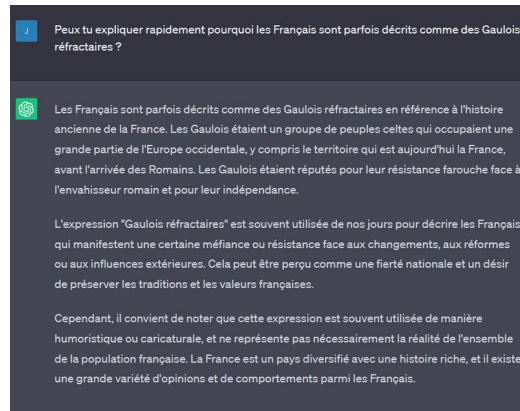 J
Peux tu expliquer rapidement pourquoi les Français sont parfois décrits comme des Gaulois
réfractaires ?
Les Français sont parfois décrits comme des Gaulois réfractaires en référence à l'histoire
ancienne de la France. Les Gaulois étaient un groupe de peuples celtes qui occupaient une
grande partie de l'Europe occidentale, y compris le territoire qui est aujourd'hui la France,
avant l'arrivée des Romains. Les Gaulois étaient réputés pour leur résistance farouche face à
l'envahisseur romain et pour leur indépendance.
L'expression "Gaulois réfractaires" est souvent utilisée de nos jours pour décrire les Français
qui manifestent une certaine méfiance ou résistance face aux changements, aux réformes
ou aux influences extérieures. Cela peut être perçu comme une fierté nationale et un désir
de préserver les traditions et les valeurs françaises.
Cependant, il convient de noter que cette expression est souvent utilisée de manière
humoristique ou caricaturale, et ne représente pas nécessairement la réalité de l'ensemble
de la population française. La France est un pays diversifié avec une histoire riche, et il existe
une grande variété d'opinions et de comportements parmi les Français.